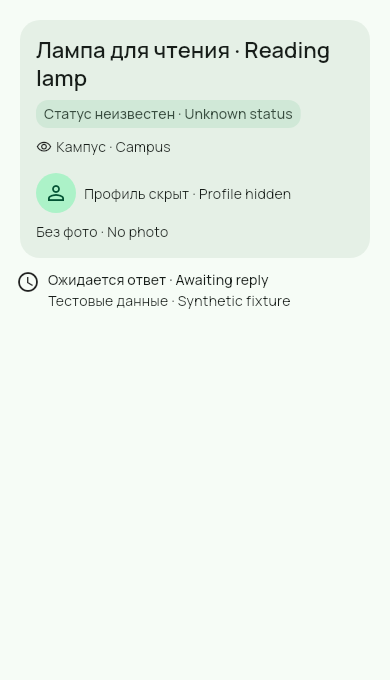 Лампа для чтения · Reading
lamp
Статус неизвестен · Unknown status
Кампус · Campus
Профиль скрыт · Profile hidden
Без фото · No photo
Ожидается ответ · Awaiting reply
Тестовые данные · Synthetic fixture